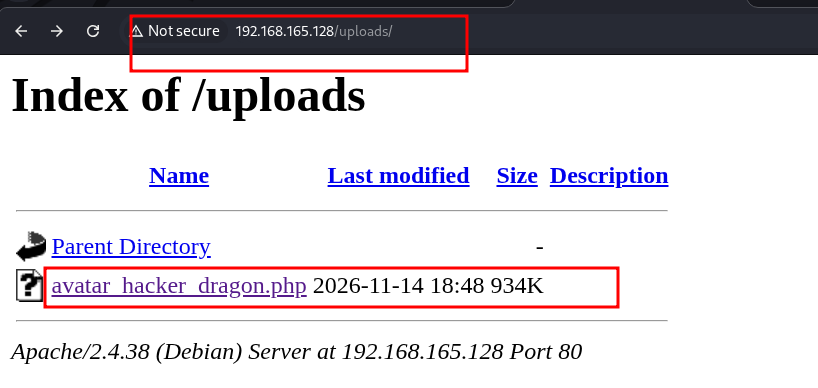 Not secure 192.168.165.128/uploads/
Index of /uploads
Name Last modified Size Description
Parent Directory -
avatar_hacker_dragon.php 2026-11-14 18:48 934K
Apache/2.4.38 (Debian) Server at 192.168.165.128 Port 80